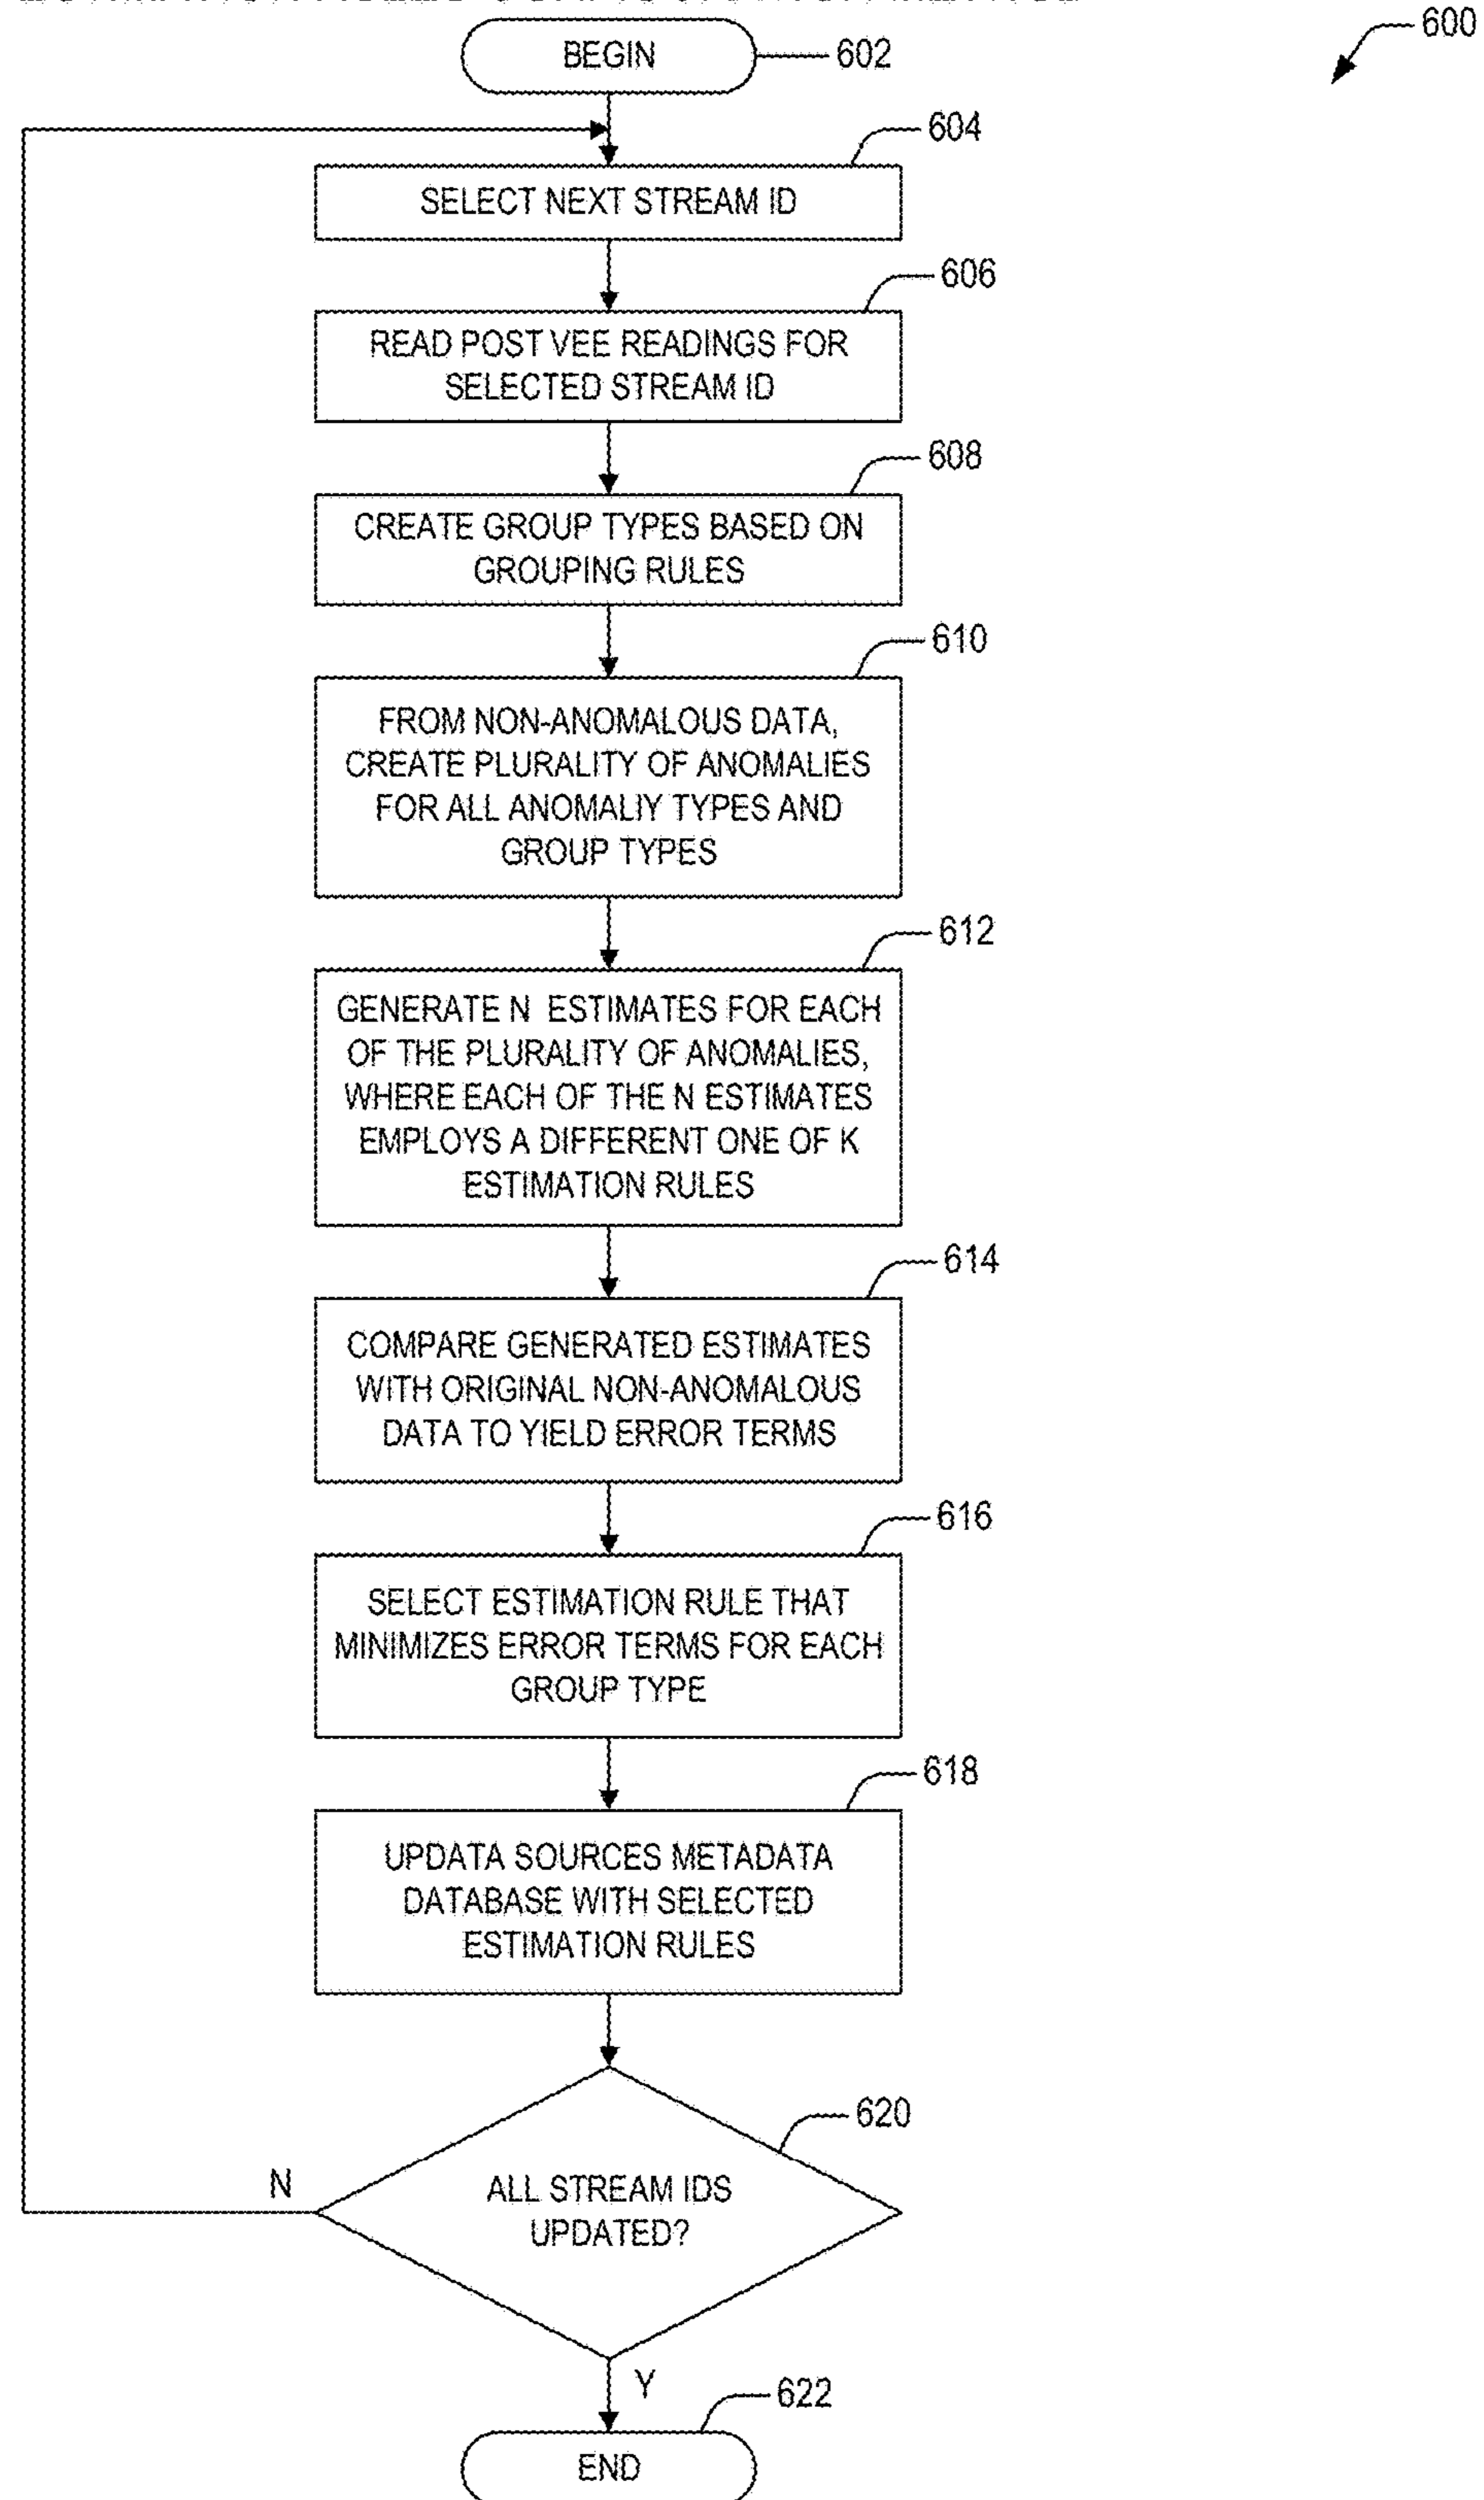 600
BEGIN
602
604
SELECT NEXT STREAM ID
606
READ POST VEE READINGS FOR
SELECTED STREAM ID
608
CREATE GROUP TYPES BASED ON
GROUPING RULES
610
FROM NON-ANOMALOUS DATA,
CREATE PLURALITY OF ANOMALIES
FOR ALL ANOMALIY TYPES AND
GROUP TYPES
612
GENERATE N ESTIMATES FOR EACH
OF THE PLURALITY OF ANOMALIES,
WHERE EACH OF THE N ESTIMATES
EMPLOYS A DIFFERENT ONE OF K
ESTIMATION RULES
614
COMPARE GENERATED ESTIMATES
WITH ORIGINAL NON-ANOMALOUS
DATA TO YIELD ERROR TERMS
616
SELECT ESTIMATION RULE THAT
MINIMIZES ERROR TERMS FOR EACH
GROUP TYPE
618
UPDATA SOURCES METADATA
DATABASE WITH SELECTED
ESTIMATION RULES
620
N
ALL STREAM IDS
UPDATED?
Y
622
END